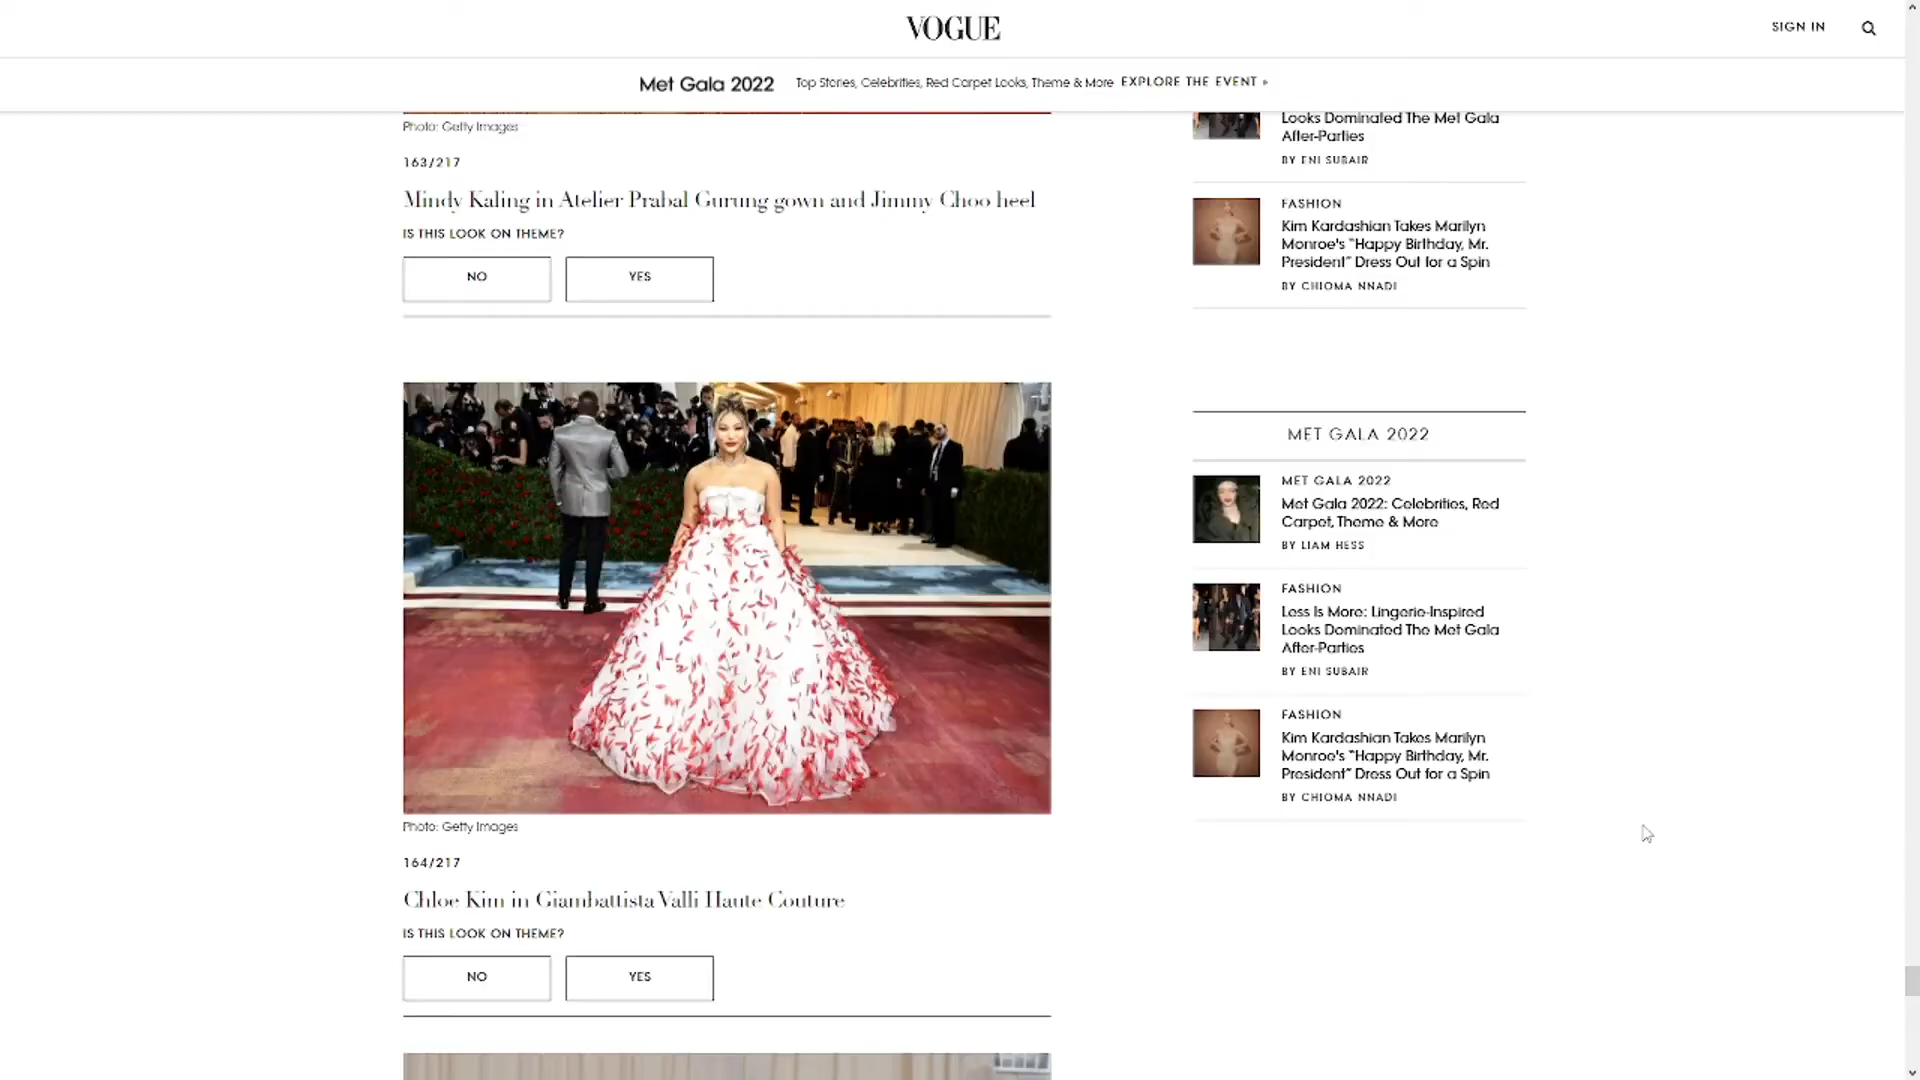 VOGUE
SIGN IN
Met Gala 2022
Top Stories, Celebrities, Red Carpet Looks, Theme & More
EXPLORE THE EVENT »
Photo: Getty Images
163/217
Mindy Kaling in Atelier Prabal Gurung gown and Jimmy Choo heel
IS THIS LOOK ON THEME?
NO
YES
Photo: Getty Images
164/217
Chloe Kim in Giambattista Valli Haute Couture
IS THIS LOOK ON THEME?
NO
YES
Looks Dominated The Met Gala
After-Parties
BY ENI SUBAIR
FASHION
Kim Kardashian Takes Marilyn
Monroe's "Happy Birthday, Mr.
President" Dress Out for a Spin
BY CHIOMA NNADI
MET GALA 2022
MET GALA 2022
Met Gala 2022: Celebrities, Red
Carpet, Theme & More
BY LIAM HESS
FASHION
Less Is More: Lingerie-Inspired
Looks Dominated The Met Gala
After-Parties
BY ENI SUBAIR
FASHION
Kim Kardashian Takes Marilyn
Monroe's "Happy Birthday, Mr.
President" Dress Out for a Spin
BY CHIOMA NNADI